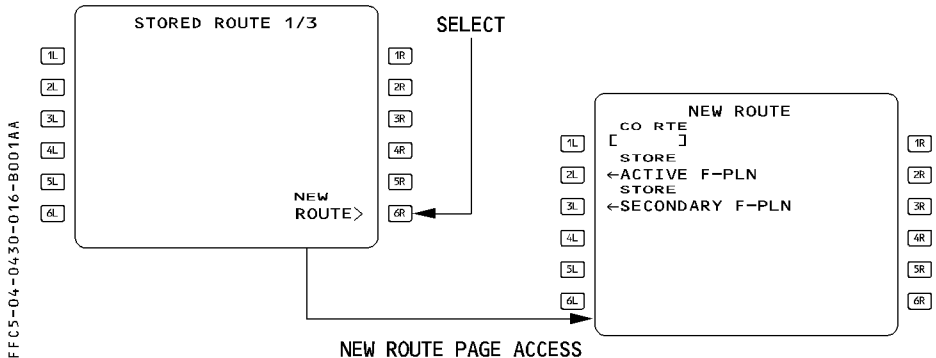 STORED ROUTE 1/3
SELECT
1L
1R
2L
2R
3L
3R
4L
4R
5L
5R
NEW
6L
ROUTE>
6R
NEW ROUTE
CO RTE
1L
[ ]
1R
STORE
2L
←ACTIVE F-PLN
2R
STORE
3L
←SECONDARY F-PLN
3R
4L
4R
5L
5R
6L
6R
NEW ROUTE PAGE ACCESS
FFC5-04-0430-016-B001AA